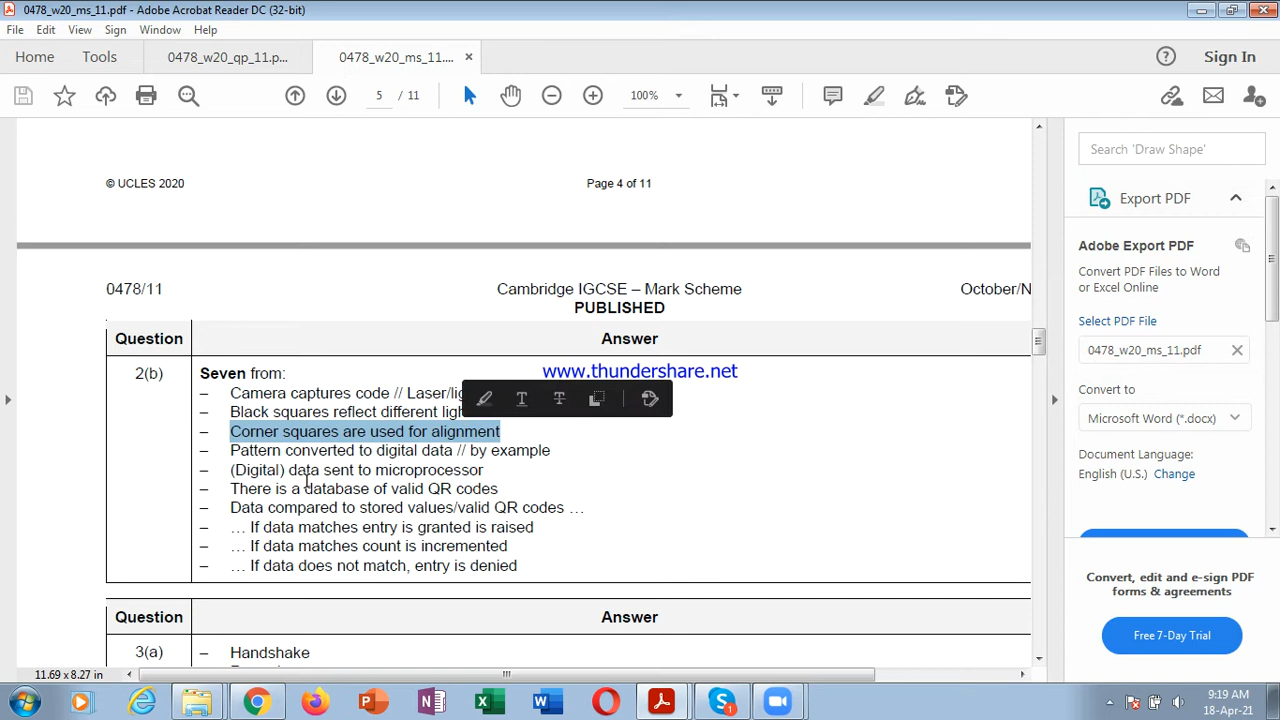 0478_w20_ms_11.pdf - Adobe Acrobat Reader DC (32-bit)
File Edit View Sign Window Help
Home Tools 0478_w20_qp_11.p... 0478_w20_ms_11.... × Sign In
5 / 11 100%
© UCLES 2020 Page 4 of 11
0478/11 Cambridge IGCSE – Mark Scheme October/N
PUBLISHED
Question Answer
2(b) Seven from:
www.thundershare.net
– Camera captures code // Laser/lig
– Black squares reflect different ligh
– Corner squares are used for alignment
– Pattern converted to digital data // by example
– (Digital) data sent to microprocessor
– There is a database of valid QR codes
– Data compared to stored values/valid QR codes …
– … If data matches entry is granted is raised
– … If data matches count is incremented
– … If data does not match, entry is denied
Question Answer
3(a) – Handshake
11.69 x 8.27 in
Search 'Draw Shape'
Export PDF
Adobe Export PDF
Convert PDF Files to Word
or Excel Online
Select PDF File
0478_w20_ms_11.pdf
Convert to
Microsoft Word (*.docx)
Document Language:
English (U.S.) Change
Convert, edit and e-sign PDF
forms & agreements
Free 7-Day Trial
9:19 AM
18-Apr-21